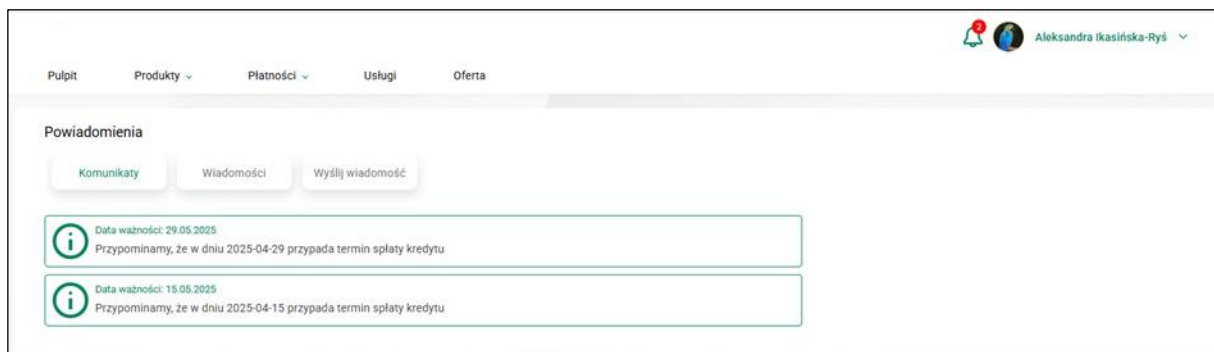 2
Aleksandra Ikasińska-Ryś
Pulpit Produkty Płatności Usługi Oferta
Powiadomienia
Komunikaty Wiadomości Wyślij wiadomość
Data ważności: 29.05.2025
Przypominamy, że w dniu 2025-04-29 przypada termin spłaty kredytu
Data ważności: 15.05.2025
Przypominamy, że w dniu 2025-04-15 przypada termin spłaty kredytu